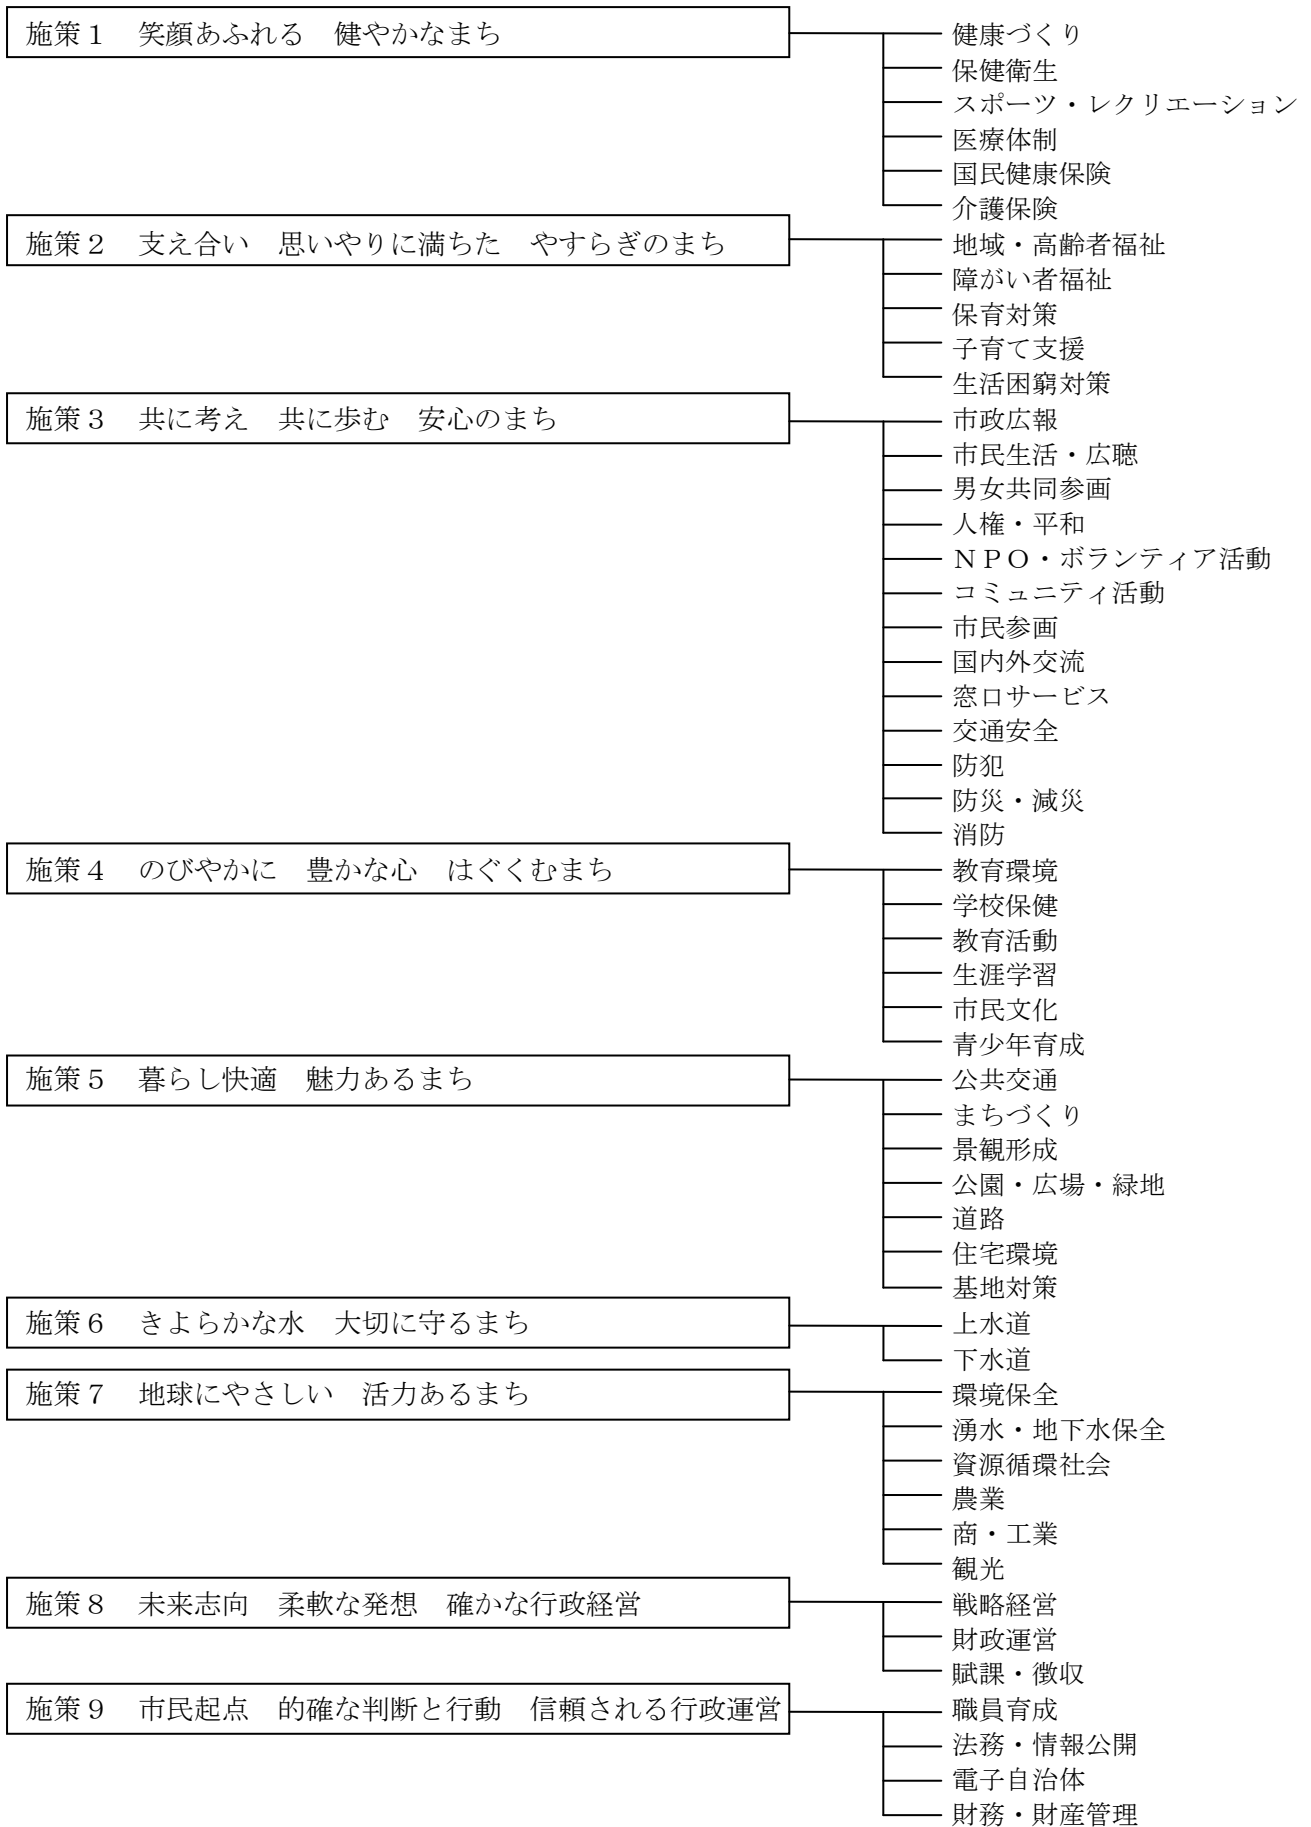 施策１　笑顔あふれる　健やかなまち
健康づくり
保健衛生
スポーツ・レクリエーション
医療体制
国民健康保険
介護保険
施策２　支え合い　思いやりに満ちた　やすらぎのまち
地域・高齢者福祉
障がい者福祉
保育対策
子育て支援
生活困窮対策
施策３　共に考え　共に歩む　安心のまち
市政広報
市民生活・広聴
男女共同参画
人権・平和
ＮＰＯ・ボランティア活動
コミュニティ活動
市民参画
国内外交流
窓口サービス
交通安全
防犯
防災・減災
消防
施策４　のびやかに　豊かな心　はぐくむまち
教育環境
学校保健
教育活動
生涯学習
市民文化
青少年育成
施策５　暮らし快適　魅力あるまち
公共交通
まちづくり
景観形成
公園・広場・緑地
道路
住宅環境
基地対策
施策６　きよらかな水　大切に守るまち
上水道
下水道
施策７　地球にやさしい　活力あるまち
環境保全
湧水・地下水保全
資源循環社会
農業
商・工業
観光
施策８　未来志向　柔軟な発想　確かな行政経営
戦略経営
財政運営
賦課・徴収
施策９　市民起点　的確な判断と行動　信頼される行政運営
職員育成
法務・情報公開
電子自治体
財務・財産管理